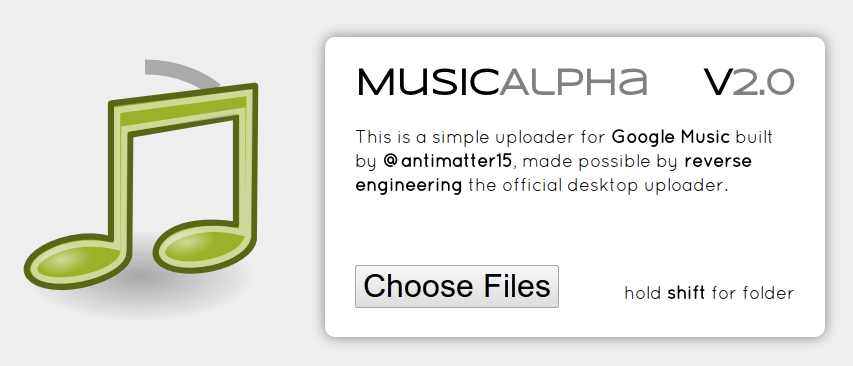 MUSICALPHa V2.0
This is a simple uploader for Google Music built
by @antimatter15, made possible by reverse
engineering the official desktop uploader.
Choose Files
hold shift for folder